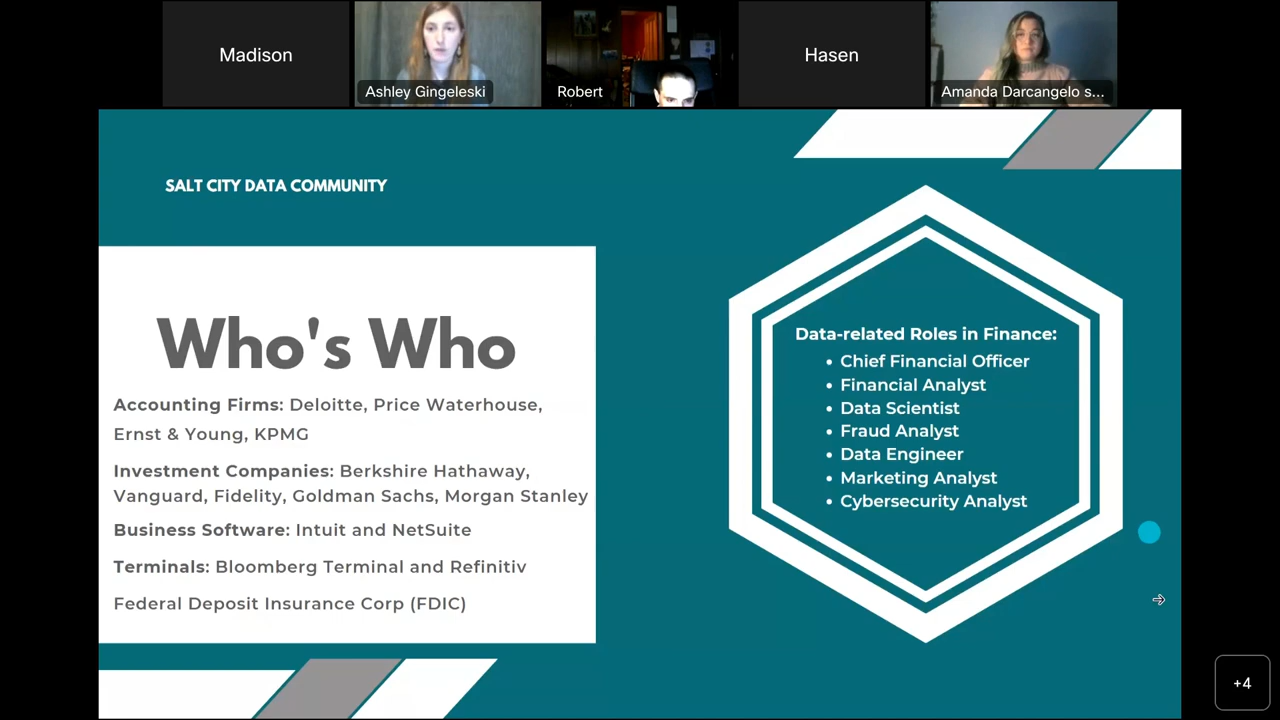 Madison
Ashley Gingeleski
Robert
Hasen
Amanda Darcangelo s...
SALT CITY DATA COMMUNITY
Who's Who
Accounting Firms: Deloitte, Price Waterhouse,
Ernst & Young, KPMG
Investment Companies: Berkshire Hathaway,
Vanguard, Fidelity, Goldman Sachs, Morgan Stanley
Business Software: Intuit and NetSuite
Terminals: Bloomberg Terminal and Refinitiv
Federal Deposit Insurance Corp (FDIC)
Data-related Roles in Finance:
• Chief Financial Officer
• Financial Analyst
• Data Scientist
• Fraud Analyst
• Data Engineer
• Marketing Analyst
• Cybersecurity Analyst
+4